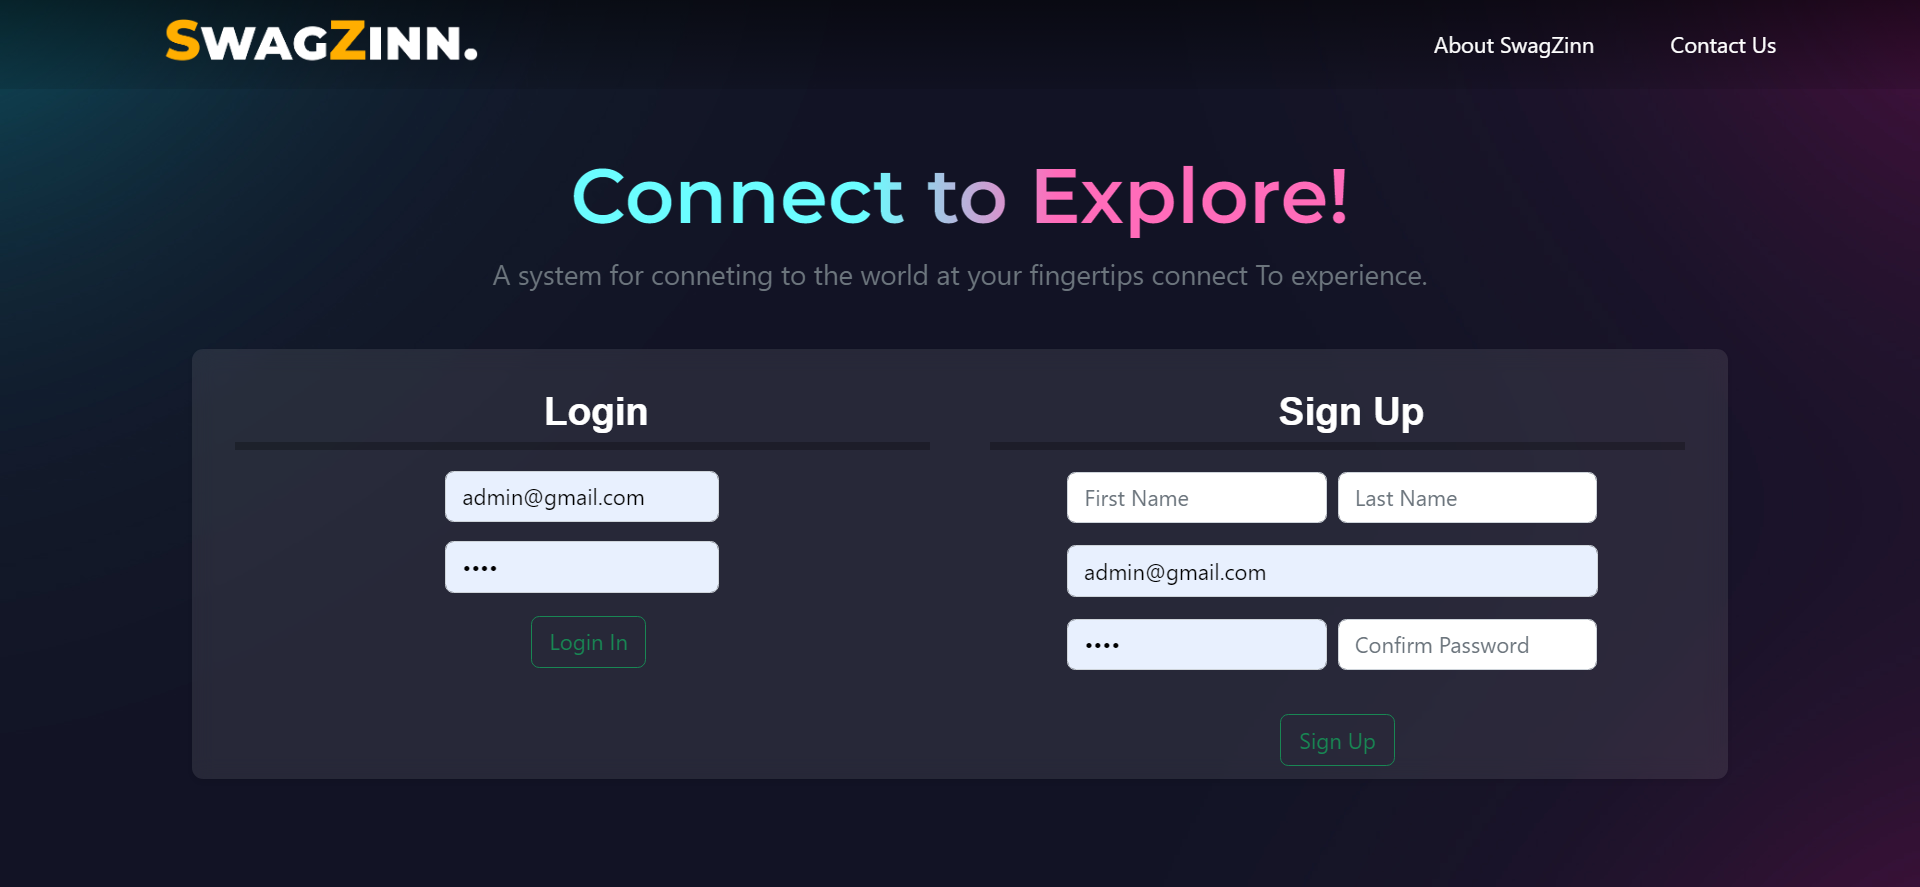 SWAGZINN.
About SwagZinn
Contact Us
Connect to Explore!
A system for conneting to the world at your fingertips connect To experience.
Login
admin@gmail.com
••••
Login In
Sign Up
First Name
Last Name
admin@gmail.com
••••
Confirm Password
Sign Up